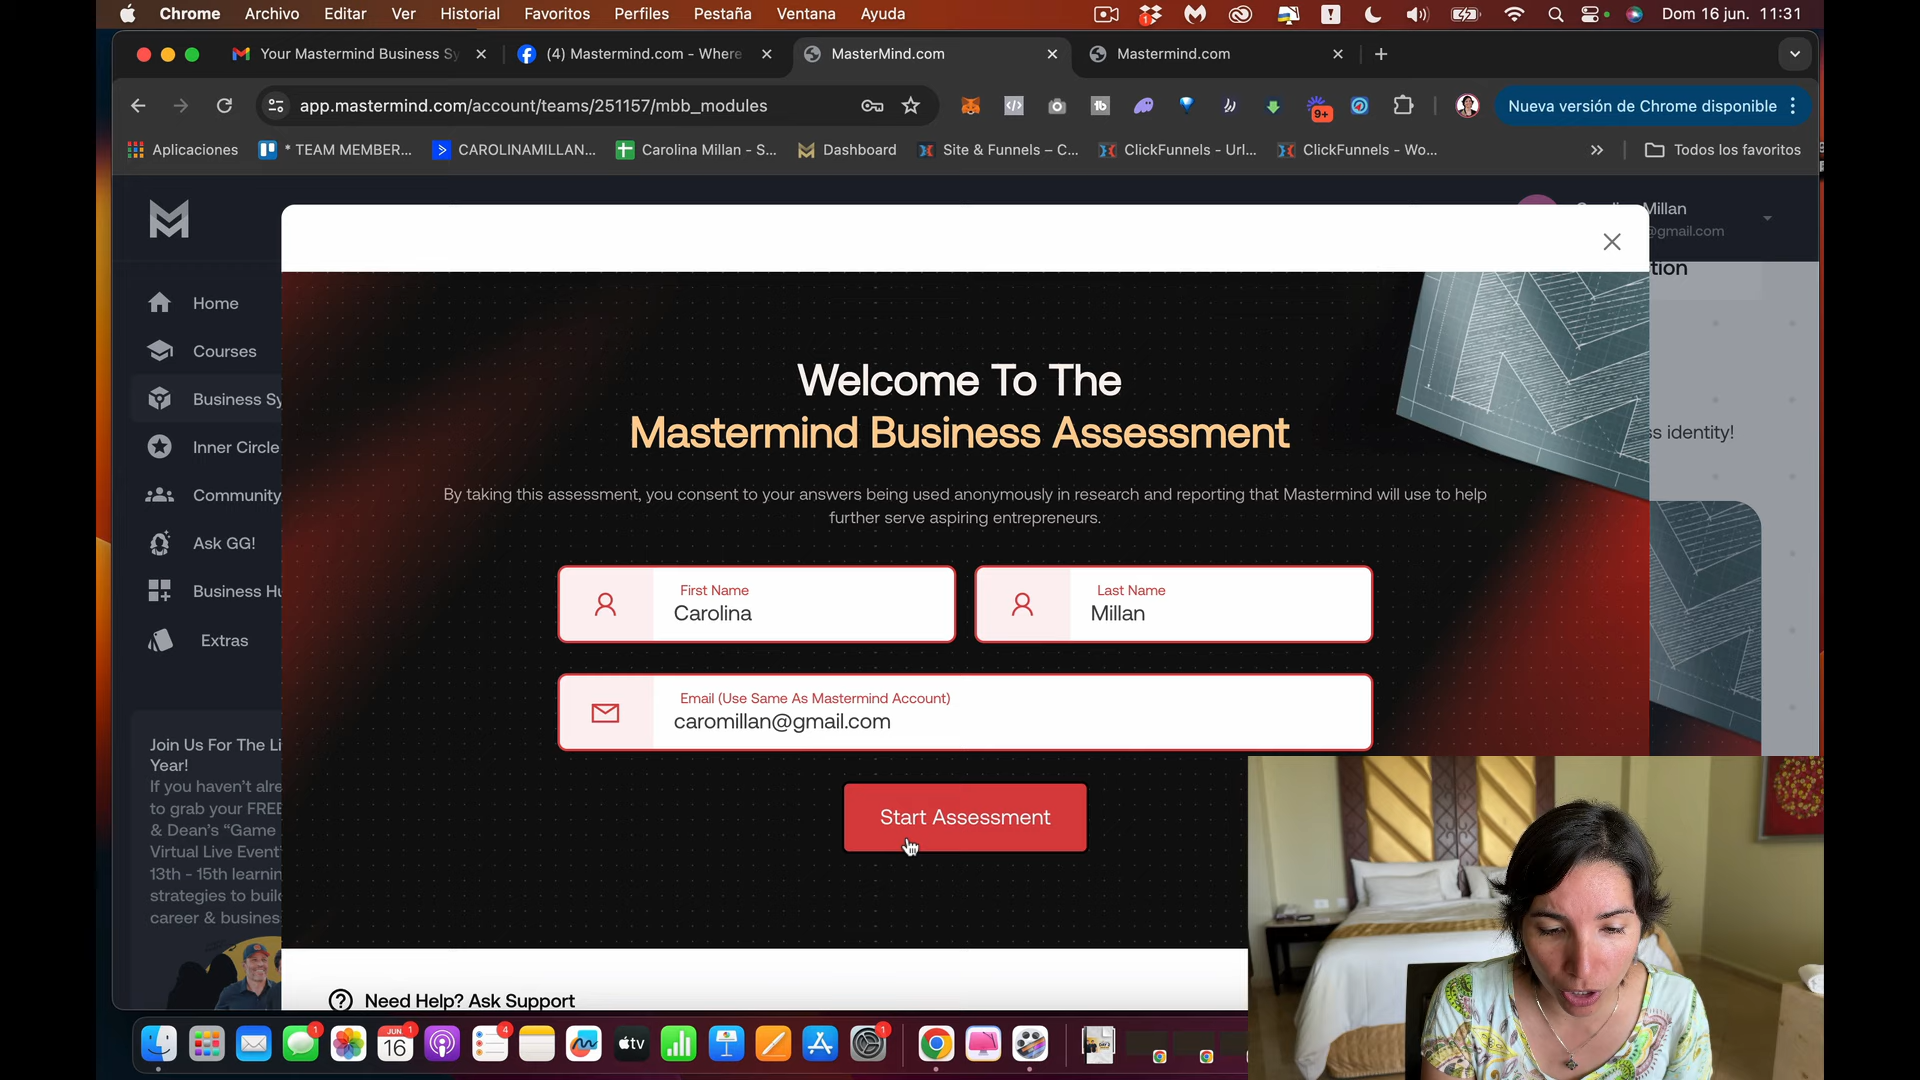 Chrome Archivo Editar Ver Historial Favoritos Perfiles Pestaña Ventana Ayuda Dom 16 jun. 11:31
Your Mastermind Business Sy
(4) Mastermind.com - Where
MasterMind.com
Mastermind.com
app.mastermind.com/account/teams/251157/mbb_modules
9+
Nueva versión de Chrome disponible
Aplicaciones
* TEAM MEMBER...
CAROLINAMILLAN...
Carolina Millan - S...
Dashboard
Site & Funnels – C...
ClickFunnels - Url...
ClickFunnels - Wo...
Todos los favoritos
Millan
@gmail.com
Home
Courses
Business Sy
Inner Circle
Community
Ask GG!
Business Hu
Extras
Join Us For The Li
Year!
If you haven't alre
to grab your FREE
& Dean's "Game
Virtual Live Event
13th - 15th learnin
strategies to buil
career & busines
tion
s identity!
Welcome To The
Mastermind Business Assessment
By taking this assessment, you consent to your answers being used anonymously in research and reporting that Mastermind will use to help
further serve aspiring entrepreneurs.
First Name
Carolina
Last Name
Millan
Email (Use Same As Mastermind Account)
caromillan@gmail.com
Start Assessment
Need Help? Ask Support
1
JUN 1
16
4
tv
1